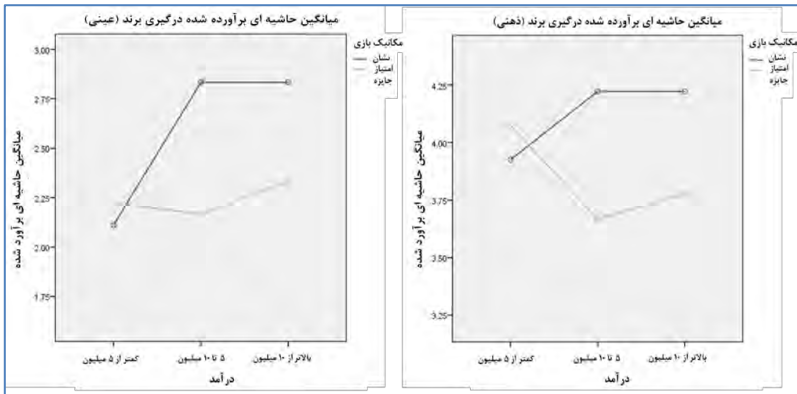 میانگین حاشیه ای برآورده شده درگیری برند (عینی)
مکانیک بازی
نشان
امتیاز
جایزه
میانگین حاشیه ای برآورد شده
3.00
2.75
2.50
2.25
2.00
1.75
کمتر از ۵ میلیون
۵ تا ۱۰ میلیون
بالاتر از ۱۰ میلیون
درآمد
میانگین حاشیه ای برآورده شده درگیری برند (ذهنی)
مکانیک بازی
نشان
امتیاز
جایزه
میانگین حاشیه ای برآورد شده
4.25
4.00
3.75
3.50
3.25
کمتر از ۵ میلیون
۵ تا ۱۰ میلیون
بالاتر از ۱۰ میلیون
درآمد